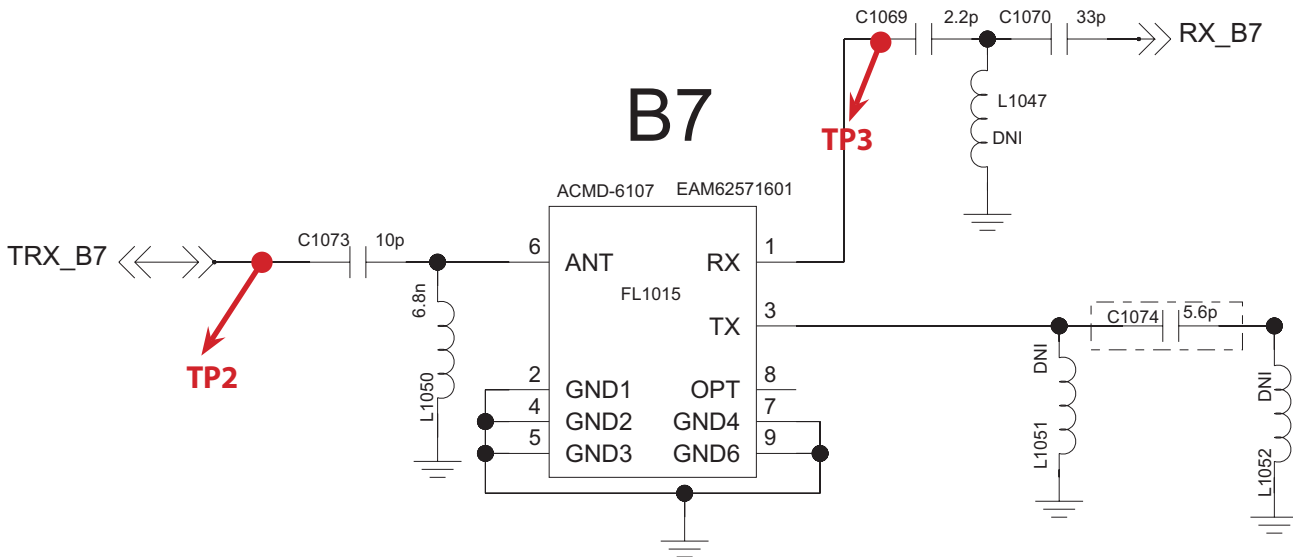 C1069 2.2p C1070 33p
RX_B7
B7
L1047
TP3
DNI
ACMD-6107 EAM62571601
TRX_B7
C1073 10p
6 ANT RX 1
FL1015
6.8n
TX 3
C1074 5.6p
TP2
L1050
DNI
DNI
2 GND1 OPT 8
4 GND2 GND4 7
5 GND3 GND6 9
L1051
L1052